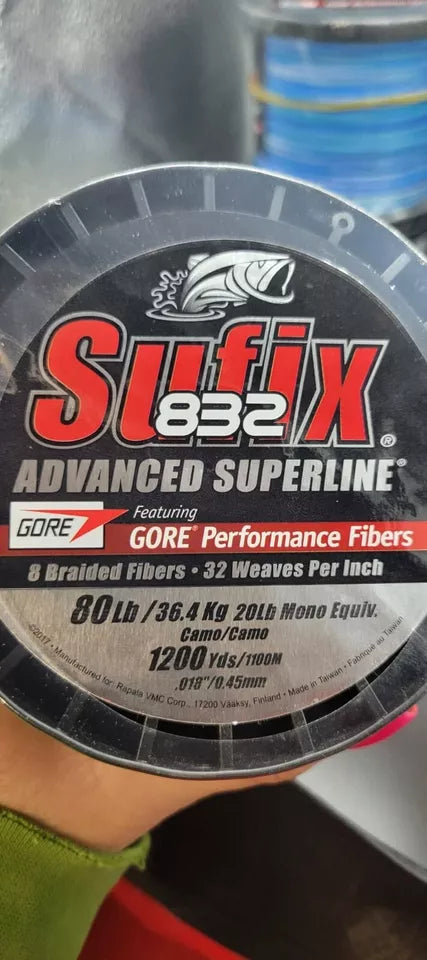 Sufix®
832
ADVANCED SUPERLINE®
GORE
Featuring
GORE® Performance Fibers
8 Braided Fibers • 32 Weaves Per Inch
80Lb/36.4Kg 20Lb Mono Equiv.
Camo/Camo
1200Yds/1100M
.018"/0.45mm
©2017 • Manufactured for: Rapala VMC Corp., 17200 Vääksy, Finland • Made in Taiwan • Fabriqué au Taiwan